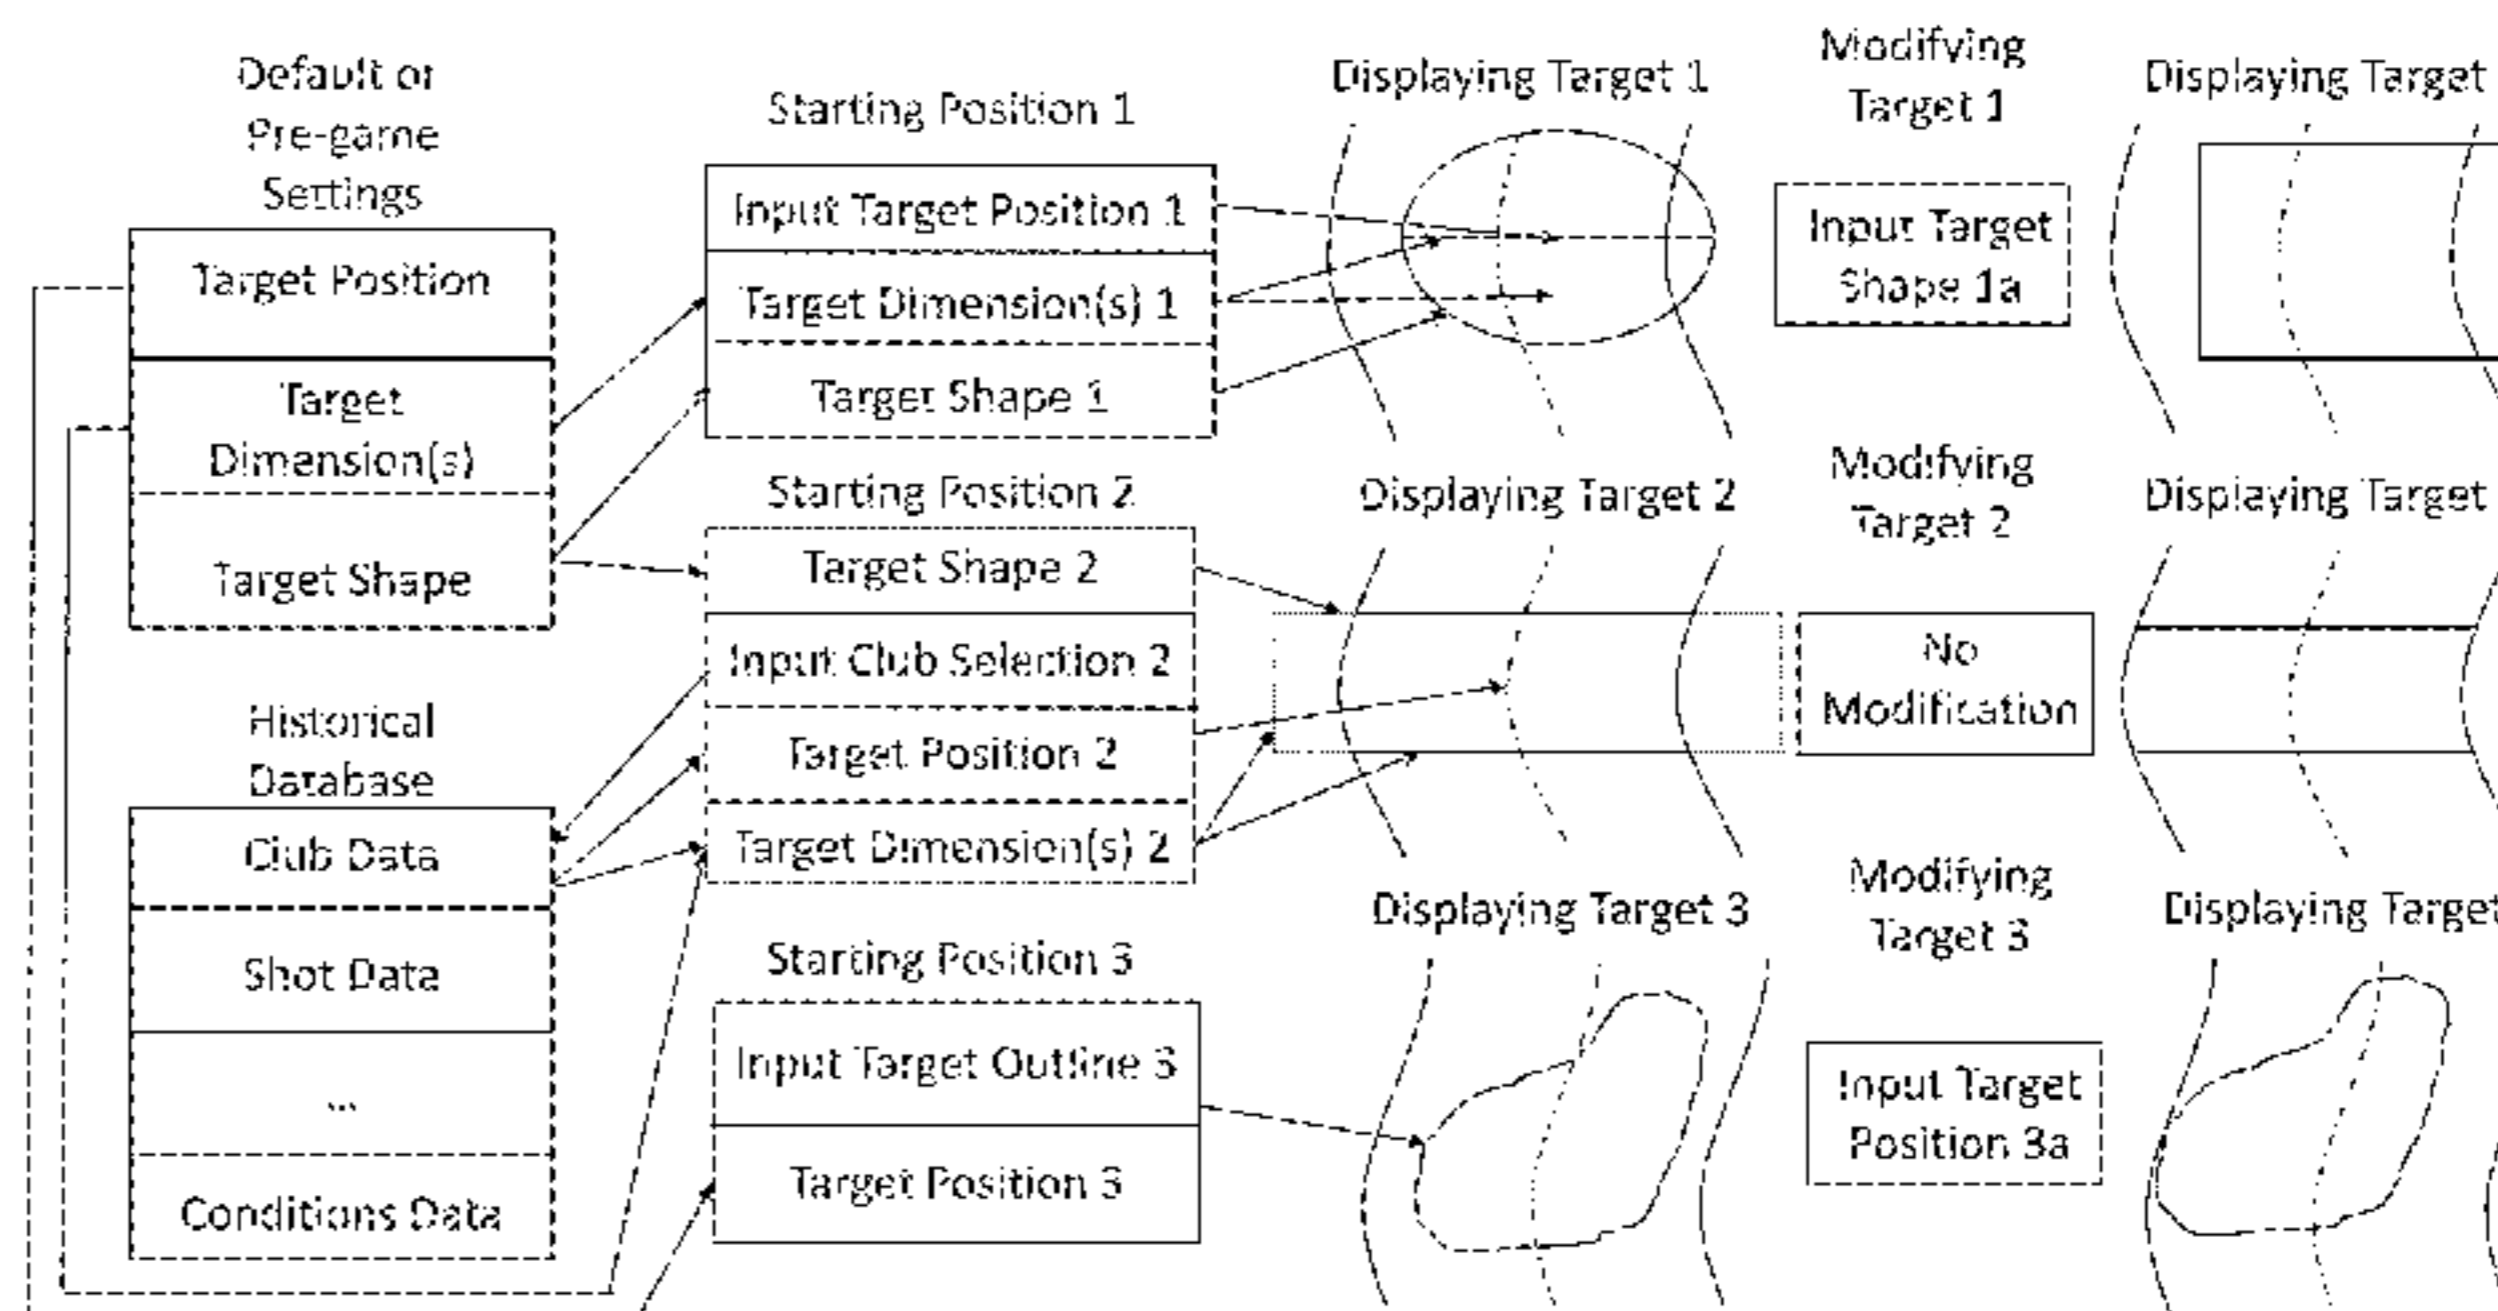 Default or
Pre-game
Settings
Target Position
Target
Dimension(s)
Target Shape
Historical
Database
Club Data
Shot Data
...
Conditions Data
Starting Position 1
Input Target Position 1
Target Dimension(s) 1
Target Shape 1
Starting Position 2
Target Shape 2
Input Club Selection 2
Target Position 2
Target Dimension(s) 2
Starting Position 3
Input Target Outline 3
Target Position 3
Displaying Target 1
Displaying Target 2
Displaying Target 3
Modifying
Target 1
Input Target
Shape 1a
Modifying
Target 2
No
Modification
Modifying
Target 3
Input Target
Position 3a
Displaying Target
Displaying Target
Displaying Target